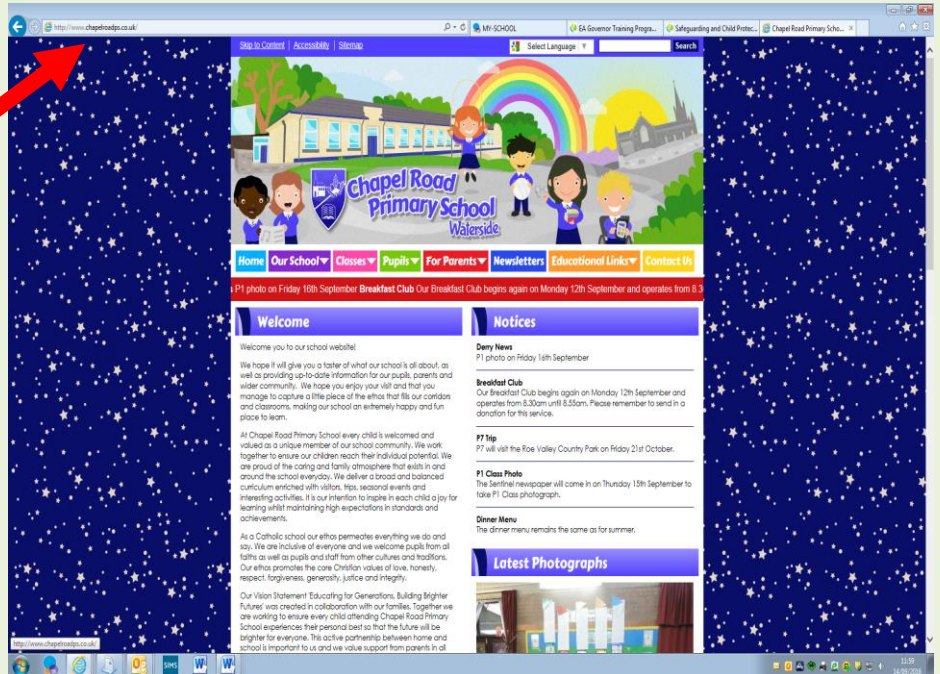 http://www.chapelroadps.co.uk/
MY-SCHOOL
EA Governor Training Progra...
Safeguarding and Child Protec...
Chapel Road Primary Scho...
Skip to Content | Accessibility | Sitemap
Select Language
Search
Chapel Road
Primary School
Waterside
Home
Our School
Classes
Pupils
For Parents
Newsletters
Educational Links
Contact Us
P1 photo on Friday 16th September Breakfast Club Our Breakfast Club begins again on Monday 12th September and operates from 8.3
Welcome
Welcome you to our school website!
We hope it will give you a taster of what our school is all about, as
well as providing up-to-date information for our pupils, parents and
wider community. We hope you enjoy your visit and that you
manage to capture a little piece of the ethos that fills our corridors
and classrooms, making our school an extremely happy and fun
place to learn.
At Chapel Road Primary School every child is welcomed and
valued as a unique member of our school community. We work
together to ensure our children reach their individual potential. We
are proud of the caring and family atmosphere that exists in and
around the school everyday. We deliver a broad and balanced
curriculum enriched with visitors, trips, seasonal events and
interesting activities. It is our intention to inspire in each child a joy for
learning whilst maintaining high expectations in standards and
achievements.
As a Catholic school our ethos permeates everything we do and
say. We are inclusive of everyone and we welcome pupils from all
faiths as well as pupils and staff from other cultures and traditions.
Our ethos promotes the core Christian values of love, honesty,
respect, forgiveness, generosity, justice and integrity.
Our Vision Statement 'Educating for Generations, Building Brighter
Futures' was created in collaboration with our families. Together we
are working to ensure every child attending Chapel Road Primary
School experiences their personal best so that the future will be
brighter for everyone. This active partnership between home and
school is important to us and we value support from parents in all
Notices
Derry News
P1 photo on Friday 16th September
Breakfast Club
Our Breakfast Club begins again on Monday 12th September and
operates from 8.30am until 8.55am. Please remember to send in a
donation for this service.
P7 Trip
P7 will visit the Roe Valley Country Park on Friday 21st October.
P1 Class Photo
The Sentinel newspaper will come in on Thursday 15th September to
take P1 Class photograph.
Dinner Menu
The dinner menu remains the same as for summer.
Latest Photographs
http://www.chapelroadps.co.uk/
SIMS
11:59
14/09/2016